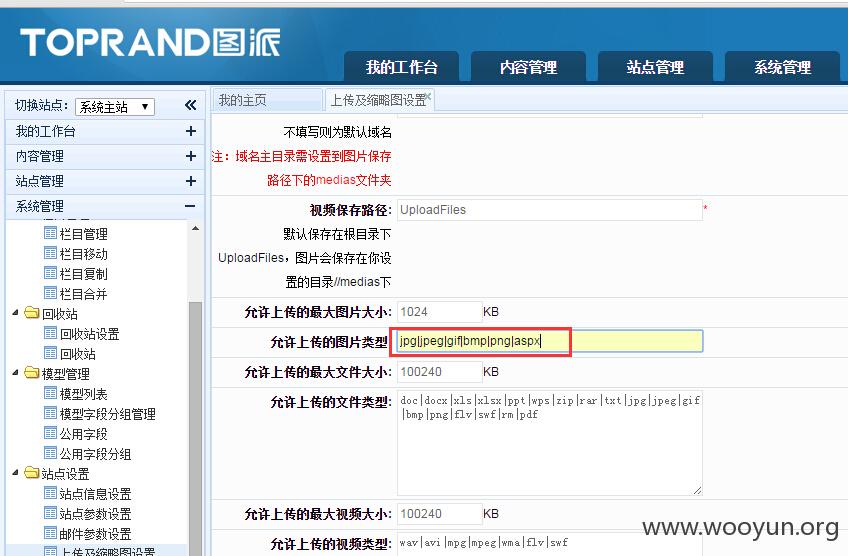 TOPRAND图派
我的工作台 内容管理 站点管理 系统管理
切换站点: 系统主站
我的工作台
内容管理
站点管理
系统管理
栏目管理
栏目移动
栏目复制
栏目合并
回收站
回收站设置
回收站
模型管理
模型列表
模型字段分组管理
公用字段
公用字段分组
站点设置
站点信息设置
站点参数设置
邮件参数设置
上传及缩略图设置
我的主页 上传及缩略图设置
不填写则为默认域名
注: 域名主目录需设置到图片保存
路径下的medias文件夹
视频保存路径: UploadFiles *
默认保存在根目录下
UploadFiles，图片会保存在你设
置的目录//medias下
允许上传的最大图片大小: 1024 KB
允许上传的图片类型 jpg|jpeg|gif|bmp|png|aspx
允许上传的最大文件大小: 100240 KB
允许上传的文件类型: doc|docx|xls|xlsx|ppt|wps|zip|rar|txt|jpg|jpeg|gif
|bmp|png|flv|swf|rm|pdf
允许上传的最大视频大小: 100240 KB
允许上传的视频类型: wav|avi|mpg|mpeg|wma|flv|swf
www.wooyun.org